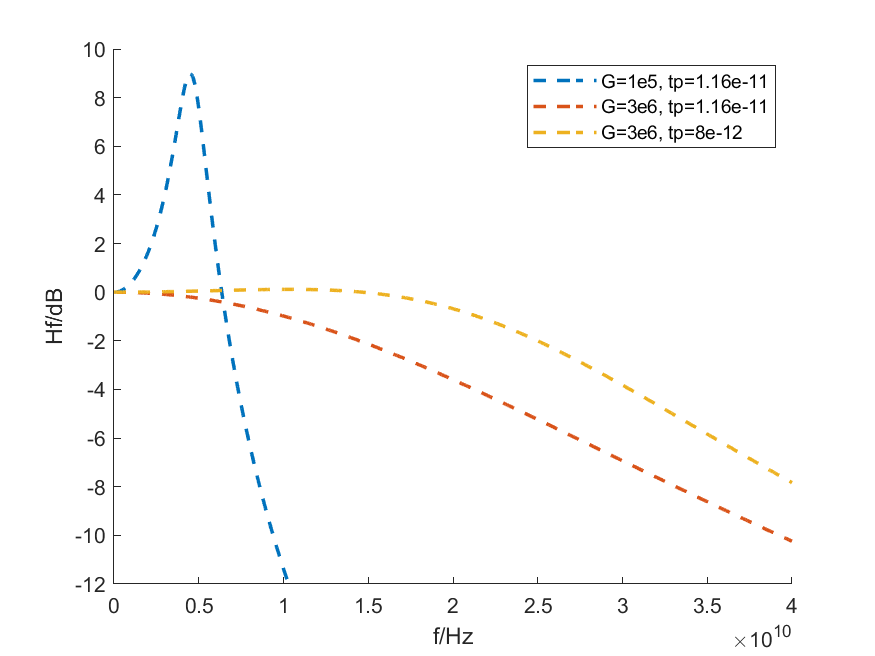 10
8
6
4
2
0
-2
-4
-6
-8
-10
-12
Hf/dB
G=1e5, tp=1.16e-11
G=3e6, tp=1.16e-11
G=3e6, tp=8e-12
0 0.5 1 1.5 2 2.5 3 3.5 4
×10¹⁰
f/Hz